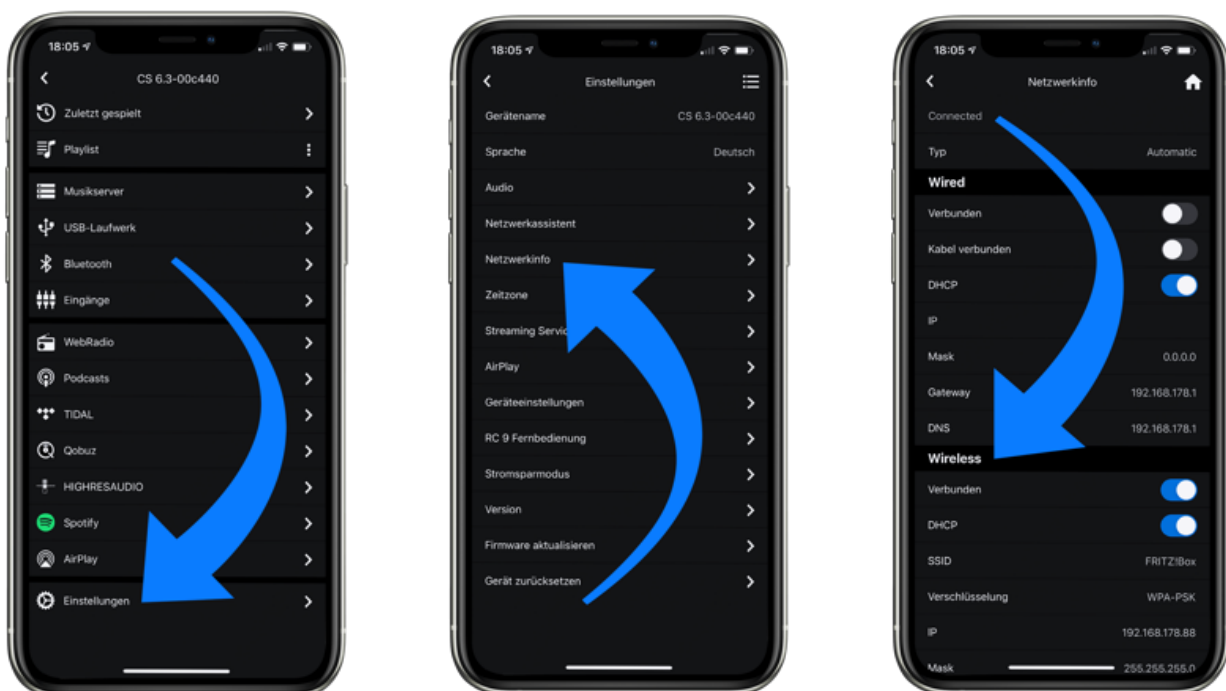 18:05
CS 6.3-00c440
Zuletzt gespielt
Playlist
Musikserver
USB-Laufwerk
Bluetooth
Eingänge
WebRadio
Podcasts
TIDAL
Qobuz
HIGHRESAUDIO
Spotify
AirPlay
Einstellungen
18:05
Einstellungen
Gerätename CS 6.3-00c440
Sprache Deutsch
Audio
Netzwerkassistent
Netzwerkinfo
Zeitzone
Streaming
AirPlay
Geräteeinstellungen
RC 9 Fernbedienung
Stromsparmodus
Version
Firmware aktualisieren
Gerät zurücksetzen
18:05
Netzwerkinfo
Connected
Typ Automatic
Wired
Verbunden
Kabel verbunden
DHCP
IP
Mask 0.0.0.0
Gateway 192.168.178.1
DNS 192.168.178.1
Wireless
Verbunden
DHCP
SSID FRITZ!Box
Verschlüsselung WPA-PSK
IP 192.168.178.88
Mask 255.255.255.0